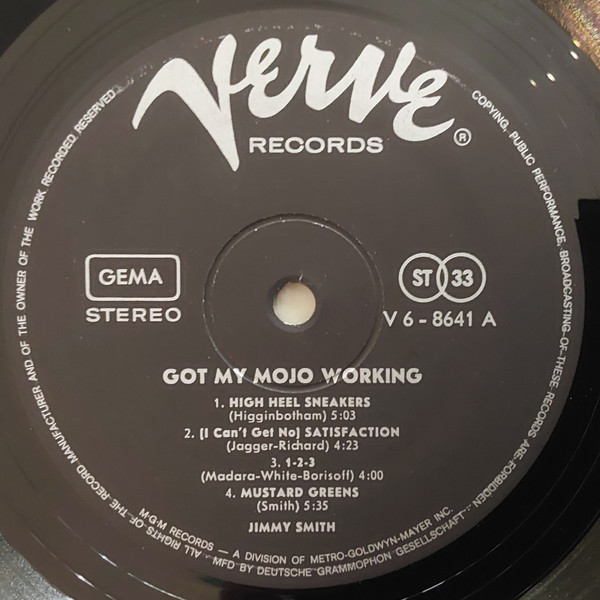 Verve
RECORDS ®
GEMA
STEREO
ST 33
V 6 - 8641 A
GOT MY MOJO WORKING
1. HIGH HEEL SNEAKERS
(Higginbotham) 5:03
2. [I Can't Get No] SATISFACTION
(Jagger-Richard) 4:23
3. 1-2-3
(Madara-White-Borisoff) 4:00
4. MUSTARD GREENS
(Smith) 5:35
JIMMY SMITH
M·G·M RECORDS — A DIVISION OF METRO-GOLDWYN-MAYER INC.
ALL RIGHTS OF THE RECORD MANUFACTURER AND OF THE OWNER OF THE WORK RECORDED RESERVED.
COPYING, PUBLIC PERFORMANCE, BROADCASTING OF THESE RECORDS ARE FORBIDDEN
MFD BY DEUTSCHE GRAMMOPHON GESELLSCHAFT